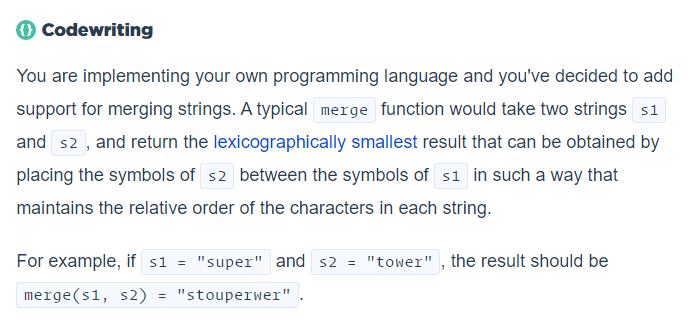 Codewriting
You are implementing your own programming language and you've decided to add
support for merging strings. A typical merge function would take two strings s1
and s2 , and return the lexicographically smallest result that can be obtained by
placing the symbols of s2 between the symbols of s1 in such a way that
maintains the relative order of the characters in each string.
For example, if s1 = "super" and s2 = "tower" , the result should be
merge(s1, s2) = "stouperwer" .